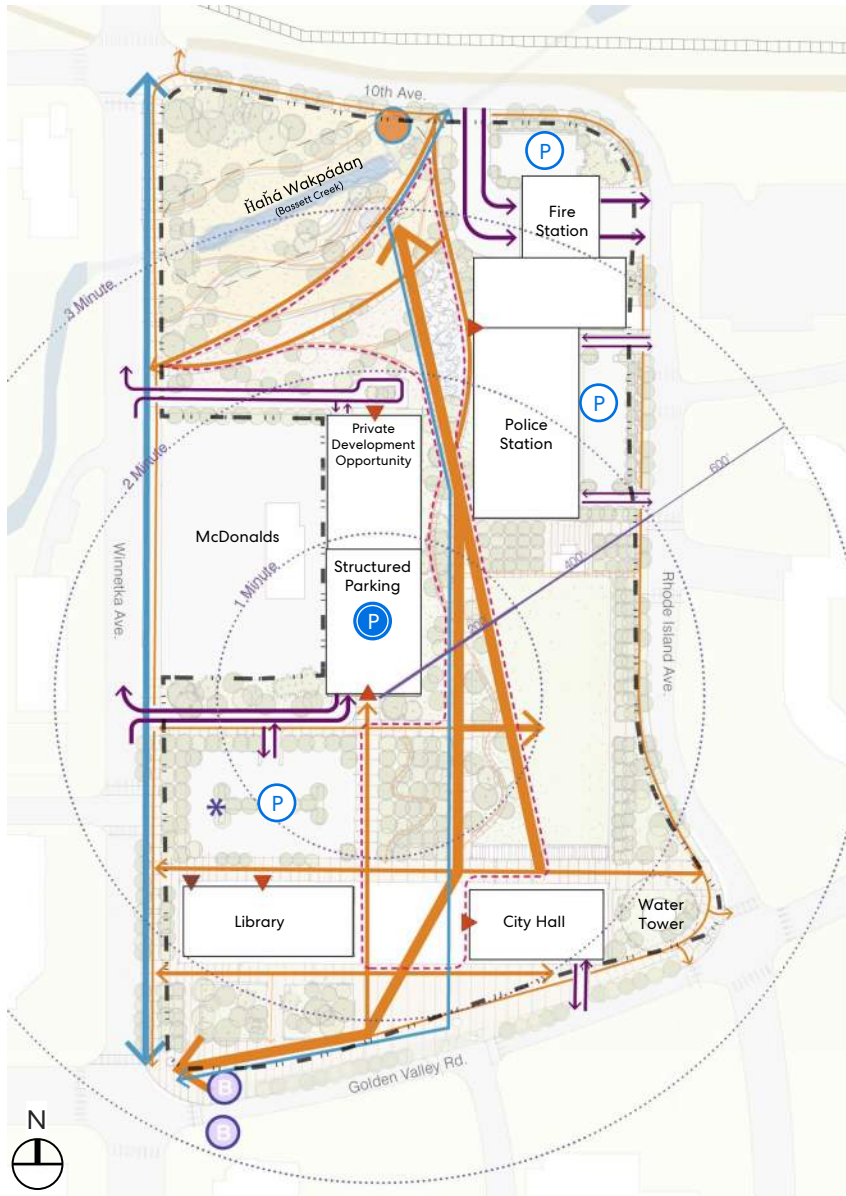 10th Ave.
P
Ȟaȟá Wakpádaŋ
(Bassett Creek)
Fire
Station
3 Minute
P
Police
Station
Private
Development
Opportunity
2 Minute
600'
McDonalds
Winnetka Ave.
400'
Structured
Parking
P
1 Minute
Rhode Island Ave.
200'
P
*
Library
City Hall
Water
Tower
Golden Valley Rd.
B
B
N